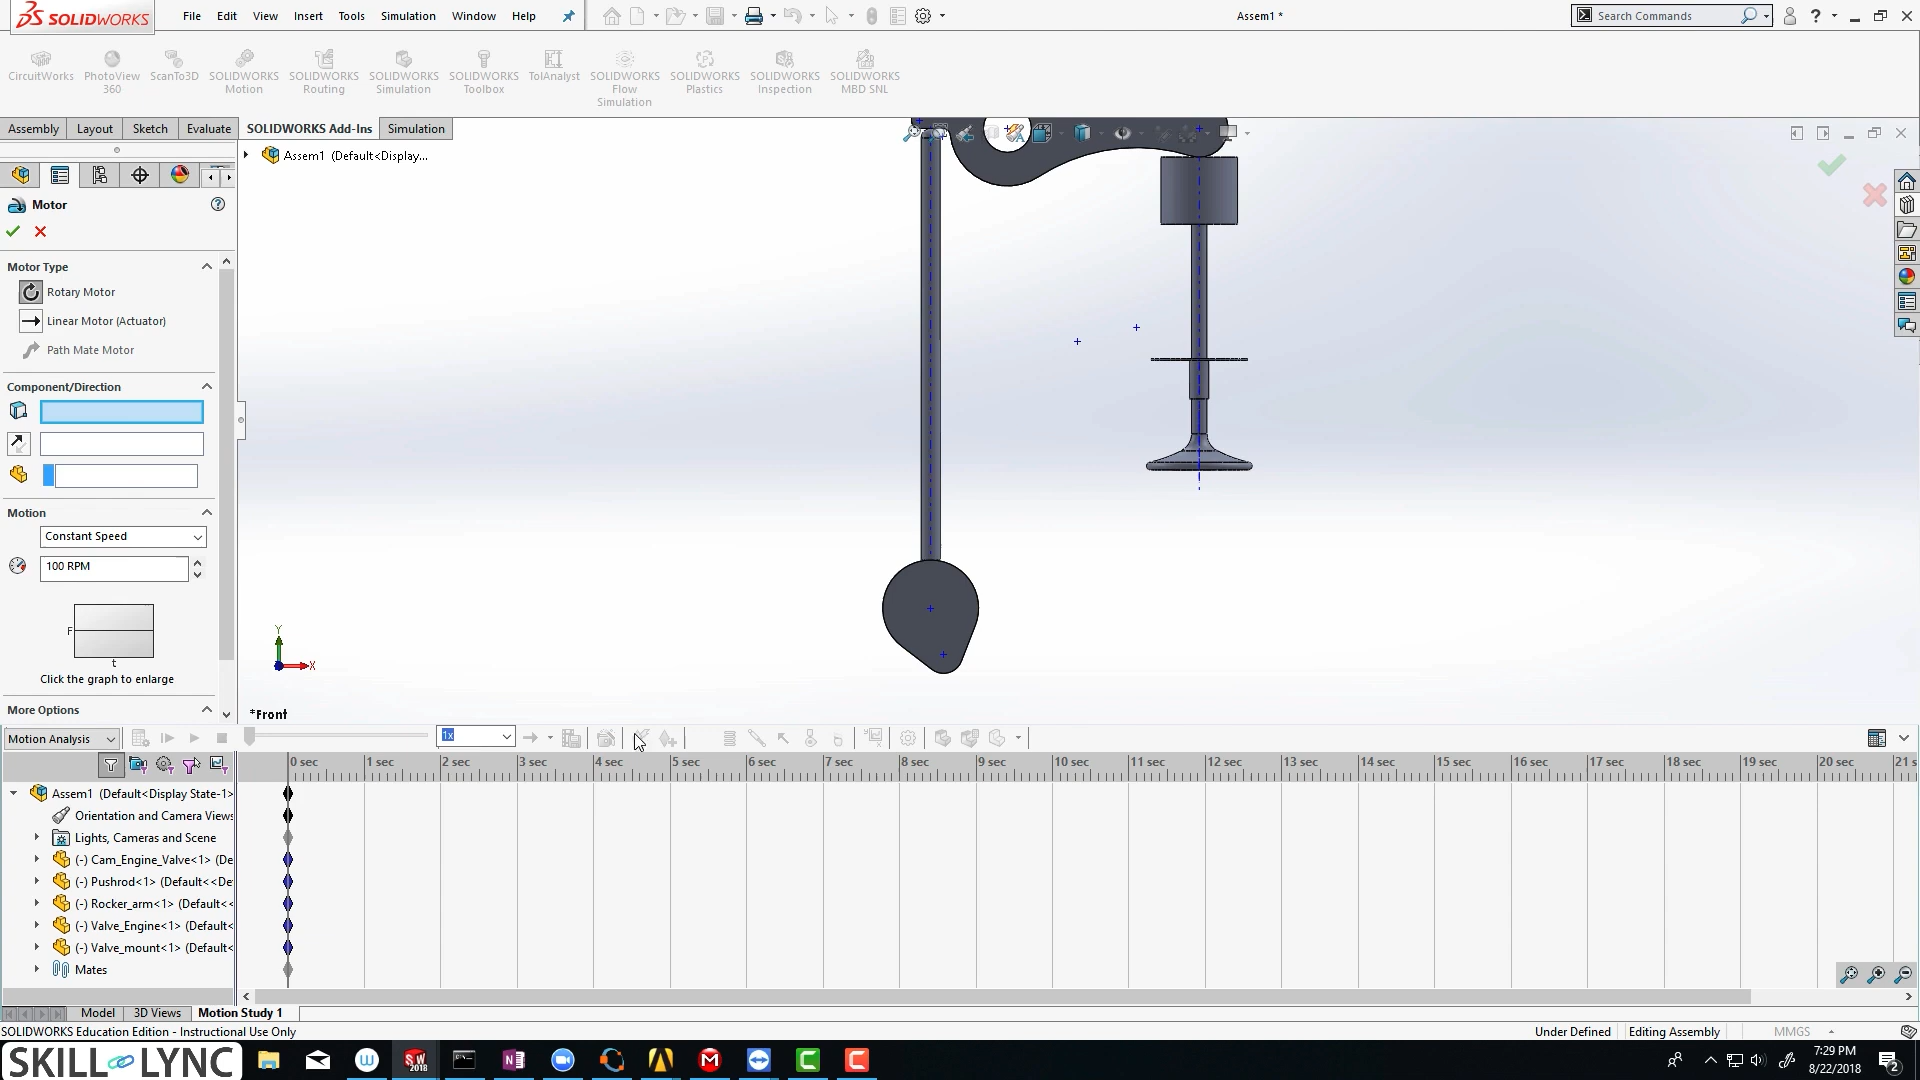 SOLIDWORKS File Edit View Insert Tools Simulation Window Help Assem1 * Search Commands
CircuitWorks PhotoView 360 ScanTo3D SOLIDWORKS Motion SOLIDWORKS Routing SOLIDWORKS Simulation SOLIDWORKS Toolbox TolAnalyst SOLIDWORKS Flow Simulation SOLIDWORKS Plastics SOLIDWORKS Inspection SOLIDWORKS MBD SNL
Assembly Layout Sketch Evaluate SOLIDWORKS Add-Ins Simulation
Assem1 (Default<Display...
Motor
Motor Type
Rotary Motor
Linear Motor (Actuator)
Path Mate Motor
Component/Direction
Motion
Constant Speed
100 RPM
F
t
Click the graph to enlarge
More Options
Y
X
*Front
Motion Analysis 1x
0 sec 1 sec 2 sec 3 sec 4 sec 5 sec 6 sec 7 sec 8 sec 9 sec 10 sec 11 sec 12 sec 13 sec 14 sec 15 sec 16 sec 17 sec 18 sec 19 sec 20 sec 21 s
Assem1 (Default<Display State-1>
Orientation and Camera Views
Lights, Cameras and Scene
(-) Cam_Engine_Valve<1> (De
(-) Pushrod<1> (Default<<De
(-) Rocker_arm<1> (Default<<
(-) Valve_Engine<1> (Default<
(-) Valve_mount<1> (Default<
Mates
Model 3D Views Motion Study 1
SOLIDWORKS Education Edition - Instructional Use Only Under Defined Editing Assembly MMGS
SKILL LYNC 7:29 PM
8/22/2018
2